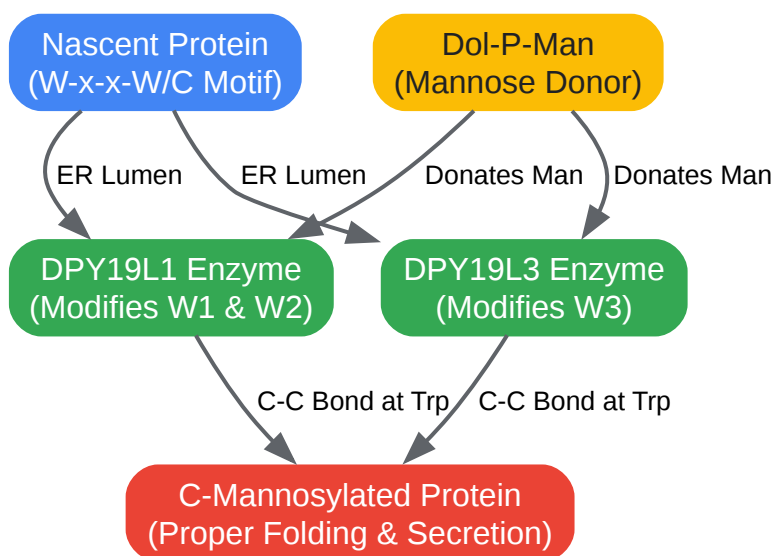 Nascent Protein
(W-x-x-W/C Motif)
Dol-P-Man
(Mannose Donor)
ER Lumen
ER Lumen
Donates Man
Donates Man
DPY19L1 Enzyme
(Modifies W1 & W2)
DPY19L3 Enzyme
(Modifies W3)
C-C Bond at Trp
C-C Bond at Trp
C-Mannosylated Protein
(Proper Folding & Secretion)